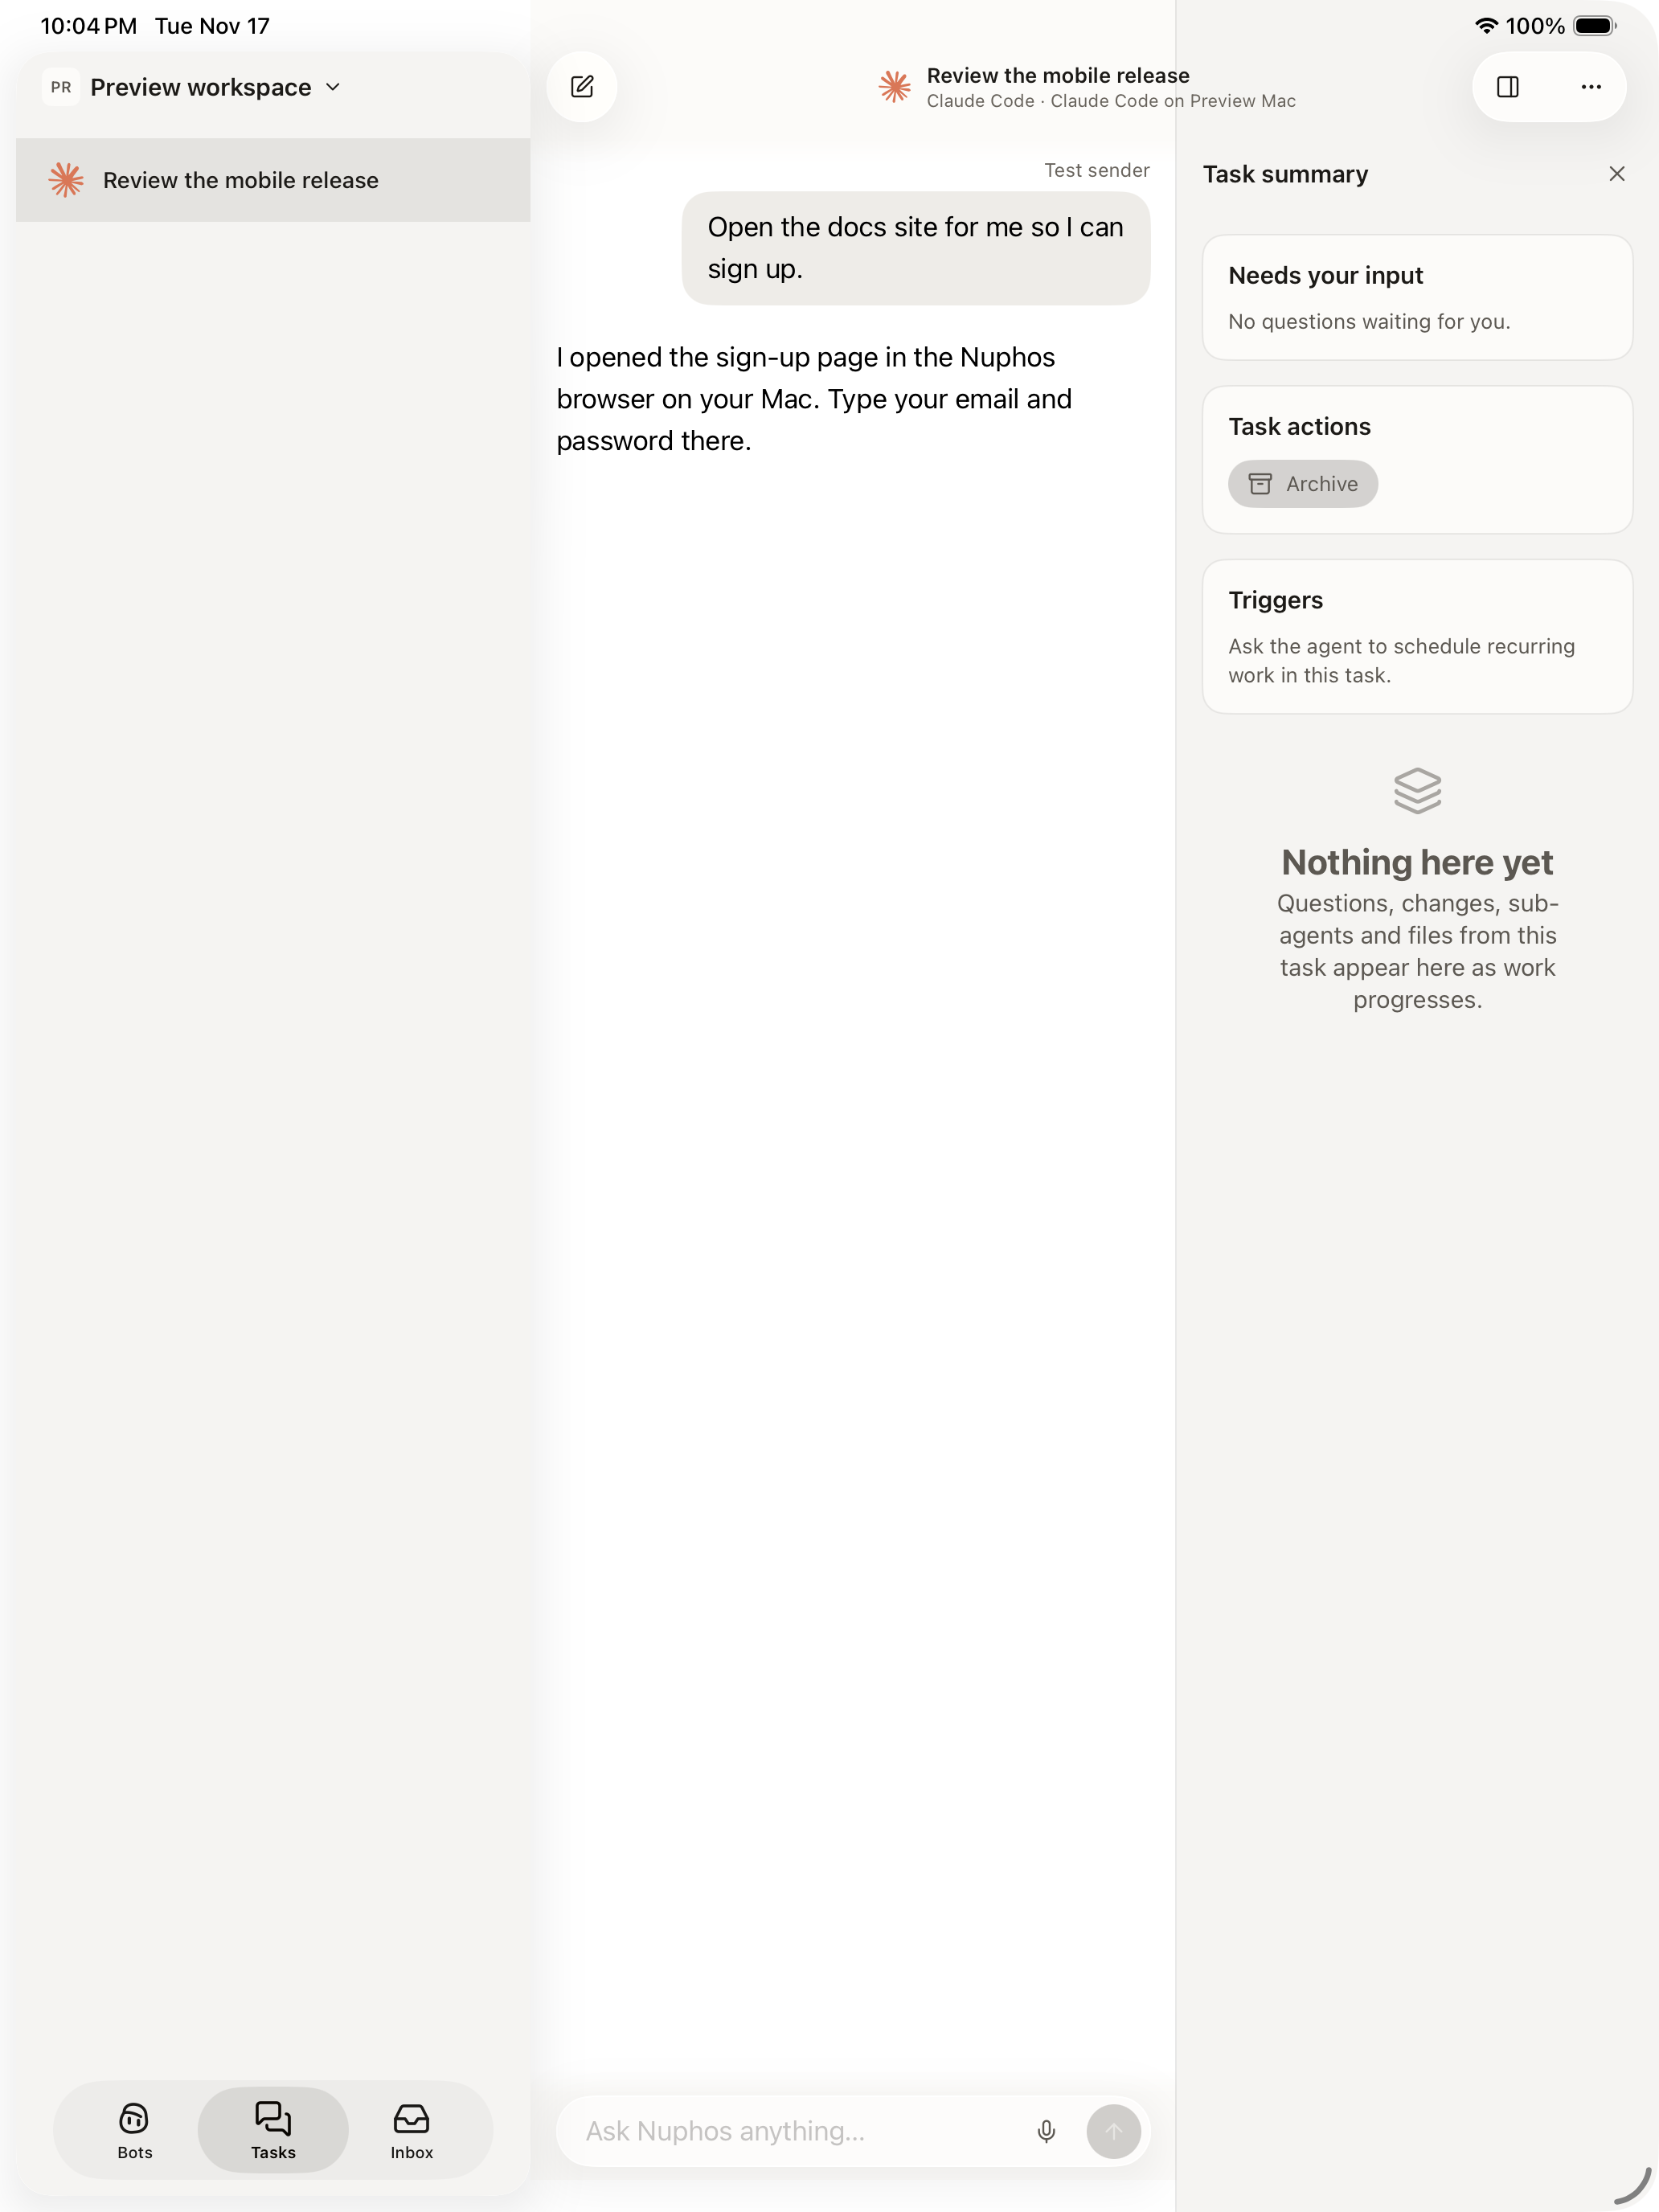 10:04 PM Tue Nov 17
100%
PR Preview workspace
Review the mobile release
Claude Code · Claude Code on Preview Mac
Review the mobile release
Test sender
Open the docs site for me so I can
sign up.
I opened the sign-up page in the Nuphos
browser on your Mac. Type your email and
password there.
Task summary
Needs your input
No questions waiting for you.
Task actions
Archive
Triggers
Ask the agent to schedule recurring
work in this task.
Nothing here yet
Questions, changes, sub-
agents and files from this
task appear here as work
progresses.
Bots
Tasks
Inbox
Ask Nuphos anything...